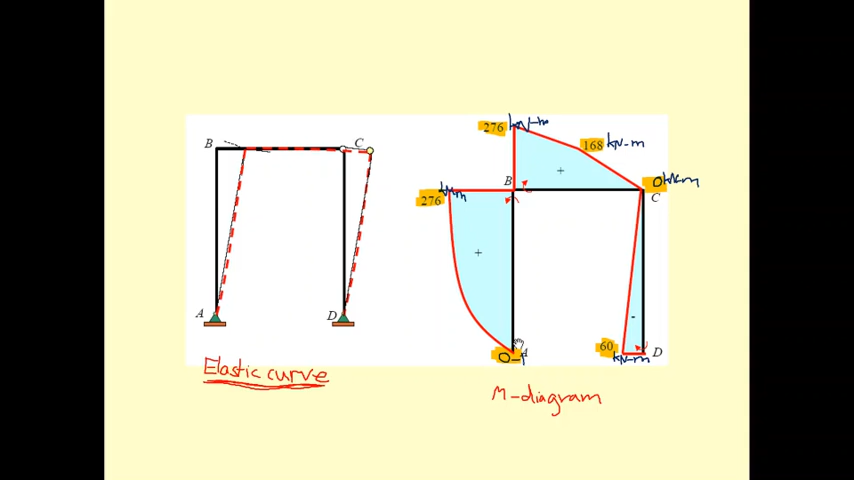 B
C
A
D
Elastic curve
276 kN-m
168 kN-m
+
B
0 kN-m
C
276 kN-m
+
-
0
A
60 kN-m
D
M-diagram